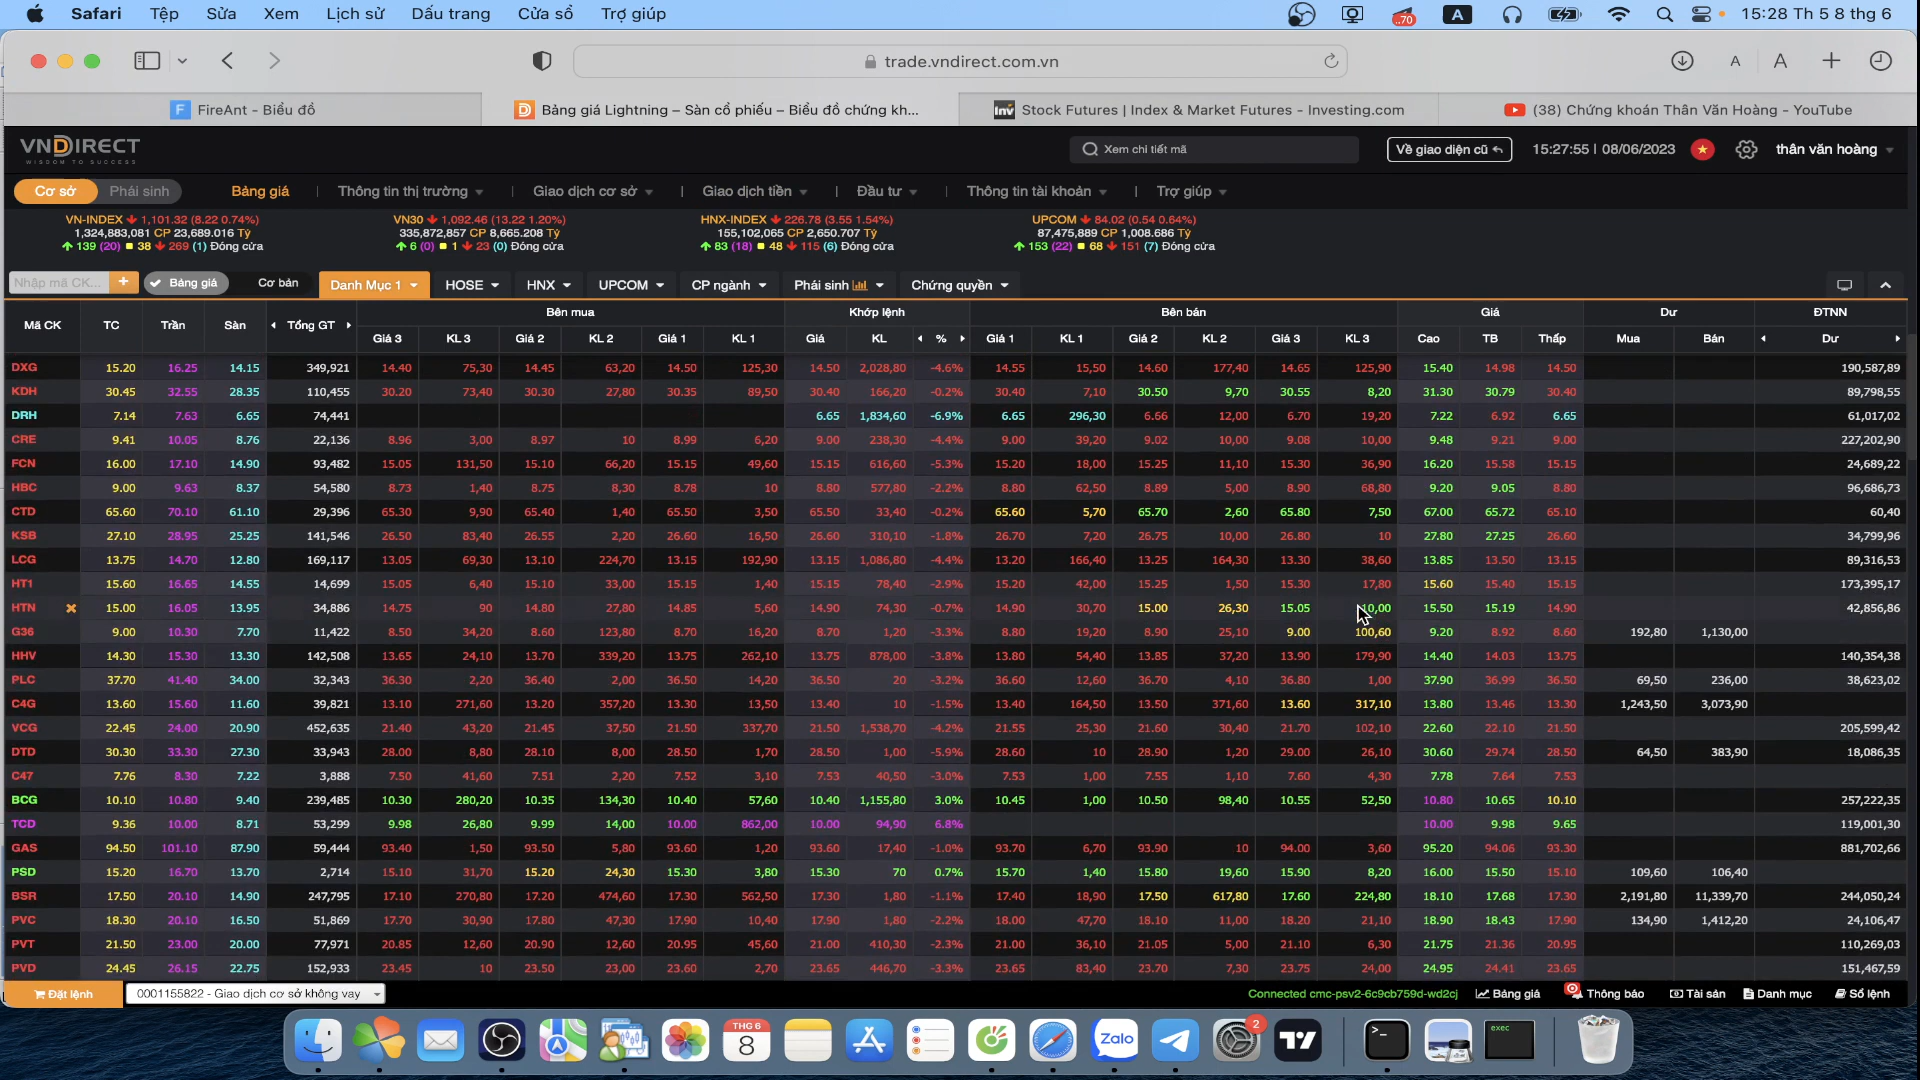 Safari Tệp Sửa Xem Lịch sử Dấu trang Cửa sổ Trợ giúp .70 A 15:28 Th 5 8 thg 6
trade.vndirect.com.vn A A
FireAnt - Biểu đồ Bảng giá Lightning – Sàn cổ phiếu – Biểu đồ chứng kh... Stock Futures | Index & Market Futures - Investing.com (38) Chứng khoán Thân Văn Hoàng - YouTube
VNDIRECT
WISDOM TO SUCCESS
Xem chi tiết mã Về giao diện cũ 15:27:55 | 08/06/2023 thân văn hoàng
Cơ sở Phái sinh Bảng giá Thông tin thị trường Giao dịch cơ sở Giao dịch tiền Đầu tư Thông tin tài khoản Trợ giúp
VN-INDEX 1,101.32 (8.22 0.74%) VN30 1,092.46 (13.22 1.20%) HNX-INDEX 226.78 (3.55 1.54%) UPCOM 84.02 (0.54 0.64%)
1,324,883,081 CP 23,689.016 Tỷ 335,872,857 CP 8,665.208 Tỷ 155,102,065 CP 2,650.707 Tỷ 87,475,889 CP 1,008.686 Tỷ
139 (20) 38 269 (1) Đóng cửa 6 (0) 1 23 (0) Đóng cửa 83 (18) 48 115 (6) Đóng cửa 153 (22) 68 151 (7) Đóng cửa
Nhập mã CK... + Bảng giá Cơ bản Danh Mục 1 HOSE HNX UPCOM CP ngành Phái sinh Chứng quyền
Mã CK TC Trần Sàn Tổng GT Bên mua Khớp lệnh Bên bán Giá Dư ĐTNN
Giá 3 KL 3 Giá 2 KL 2 Giá 1 KL 1 Giá KL % Giá 1 KL 1 Giá 2 KL 2 Giá 3 KL 3 Cao TB Thấp Mua Bán Dư
DXG 15.20 16.25 14.15 349,921 14.40 75,30 14.45 63,20 14.50 125,30 14.50 2,028,80 -4.6% 14.55 15,50 14.60 177,40 14.65 125,90 15.40 14.98 14.50 190,587,89
KDH 30.45 32.55 28.35 110,455 30.20 73,40 30.30 27,80 30.35 89,50 30.40 166,20 -0.2% 30.40 7,10 30.50 9,70 30.55 8,20 31.30 30.79 30.40 89,798,55
DRH 7.14 7.63 6.65 74,441 6.65 1,834,60 -6.9% 6.65 296,30 6.66 12,00 6.70 19,20 7.22 6.92 6.65 61,017,02
CRE 9.41 10.05 8.76 22,136 8.96 3,00 8.97 10 8.99 6,20 9.00 238,30 -4.4% 9.00 39,20 9.02 10,00 9.08 10,00 9.48 9.21 9.00 227,202,90
FCN 16.00 17.10 14.90 93,482 15.05 131,50 15.10 66,20 15.15 49,60 15.15 616,60 -5.3% 15.20 18,00 15.25 11,10 15.30 36,90 16.20 15.58 15.15 24,689,22
HBC 9.00 9.63 8.37 54,580 8.73 1,40 8.75 8,30 8.78 10 8.80 577,80 -2.2% 8.80 62,50 8.89 5,00 8.90 68,80 9.20 9.05 8.80 96,686,73
CTD 65.60 70.10 61.10 29,396 65.30 9,90 65.40 1,40 65.50 3,50 65.50 33,40 -0.2% 65.60 5,70 65.70 2,60 65.80 7,50 67.00 65.72 65.10 60,40
KSB 27.10 28.95 25.25 141,546 26.50 83,40 26.55 2,20 26.60 16,50 26.60 310,10 -1.8% 26.70 7,20 26.75 10,00 26.80 10 27.80 27.25 26.60 34,799,96
LCG 13.75 14.70 12.80 169,117 13.05 69,30 13.10 224,70 13.15 192,90 13.15 1,086,80 -4.4% 13.20 166,40 13.25 164,30 13.30 38,60 13.85 13.50 13.15 89,316,53
HT1 15.60 16.65 14.55 14,699 15.05 6,40 15.10 33,00 15.15 1,40 15.15 78,40 -2.9% 15.20 42,00 15.25 1,50 15.30 17,80 15.60 15.40 15.15 173,395,17
HTN 15.00 16.05 13.95 34,886 14.75 90 14.80 27,80 14.85 5,60 14.90 74,30 -0.7% 14.90 30,70 15.00 26,30 15.05 10,00 15.50 15.19 14.90 42,856,86
G36 9.00 10.30 7.70 11,422 8.50 34,20 8.60 123,80 8.70 16,20 8.70 1,20 -3.3% 8.80 19,20 8.90 25,10 9.00 100,60 9.20 8.92 8.60 192,80 1,130,00
HHV 14.30 15.30 13.30 142,508 13.65 24,10 13.70 339,20 13.75 262,10 13.75 878,00 -3.8% 13.80 54,40 13.85 37,20 13.90 179,90 14.40 14.03 13.75 140,354,38
PLC 37.70 41.40 34.00 32,343 36.30 2,20 36.40 2,00 36.50 14,20 36.50 20 -3.2% 36.60 12,60 36.70 4,10 36.80 1,00 37.90 36.99 36.50 69,50 236,00 38,623,02
C4G 13.60 15.60 11.60 39,821 13.10 271,60 13.20 357,20 13.30 13,50 13.40 10 -1.5% 13.40 164,50 13.50 371,60 13.60 317,10 13.80 13.46 13.30 1,243,50 3,073,90
VCG 22.45 24.00 20.90 452,635 21.40 43,20 21.45 37,50 21.50 337,70 21.50 1,538,70 -4.2% 21.55 25,30 21.60 30,40 21.70 102,10 22.60 22.10 21.50 205,599,42
DTD 30.30 33.30 27.30 33,943 28.00 8,80 28.10 8,00 28.50 1,70 28.50 1,00 -5.9% 28.60 10 28.90 1,20 29.00 26,10 30.60 29.74 28.50 64,50 383,90 18,086,35
C47 7.76 8.30 7.22 3,888 7.50 41,60 7.51 2,20 7.52 3,10 7.53 40,50 -3.0% 7.53 1,00 7.55 1,10 7.60 4,30 7.78 7.64 7.53
BCG 10.10 10.80 9.40 239,485 10.30 280,20 10.35 134,30 10.40 57,60 10.40 1,155,80 3.0% 10.45 1,00 10.50 98,40 10.55 52,50 10.80 10.65 10.10 257,222,35
TCD 9.36 10.00 8.71 53,299 9.98 26,80 9.99 14,00 10.00 862,00 10.00 94,90 6.8% 10.00 9.98 9.65 119,001,30
GAS 94.50 101.10 87.90 59,444 93.40 1,50 93.50 5,80 93.60 1,20 93.60 17,40 -1.0% 93.70 6,70 93.90 10 94.00 3,60 95.20 94.06 93.30 881,702,66
PSD 15.20 16.70 13.70 2,714 15.10 31,70 15.20 24,30 15.30 3,80 15.30 70 0.7% 15.70 1,40 15.80 19,60 15.90 8,20 16.00 15.50 15.10 109,60 106,40
BSR 17.50 20.10 14.90 247,795 17.10 270,80 17.20 474,60 17.30 562,50 17.30 1,80 -1.1% 17.40 18,90 17.50 617,80 17.60 224,80 18.10 17.68 17.30 2,191,80 11,339,70 244,050,24
PVC 18.30 20.10 16.50 51,869 17.70 30,90 17.80 47,30 17.90 10,40 17.90 1,80 -2.2% 18.00 47,70 18.10 11,00 18.20 21,10 18.90 18.43 17.90 134,90 1,412,20 24,106,47
PVT 21.50 23.00 20.00 77,971 20.85 12,60 20.90 12,60 20.95 45,60 21.00 410,30 -2.3% 21.00 36,10 21.05 5,00 21.10 6,30 21.75 21.36 20.95 110,269,03
PVD 24.45 26.15 22.75 152,933 23.45 10 23.50 23,00 23.60 2,70 23.65 446,70 -3.3% 23.65 83,40 23.70 7,30 23.75 24,00 24.95 24.41 23.65 151,467,59
Đặt lệnh 0001155822 - Giao dịch cơ sở không vay Connected cmc-psv2-6c9cb759d-wd2cj Bảng giá Thông báo Tài sản Danh mục Sổ lệnh
THG 6
8 Zalo 2 exec